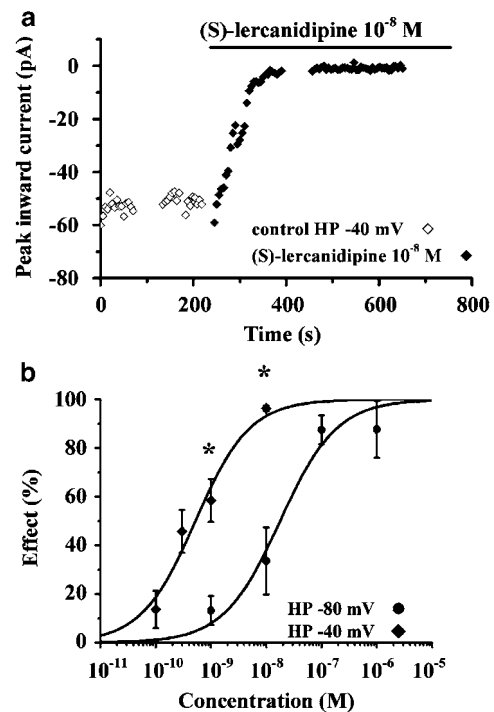 a
(S)-lercanidipine 10⁻⁸ M
Peak inward current (pA)
0
-20
-40
-60
-80
control HP -40 mV
(S)-lercanidipine 10⁻⁸ M
0 200 400 600 800
Time (s)
b
*
*
Effect (%)
100
80
60
40
20
0
HP -80 mV
HP -40 mV
10⁻¹¹ 10⁻¹⁰ 10⁻⁹ 10⁻⁸ 10⁻⁷ 10⁻⁶ 10⁻⁵
Concentration (M)